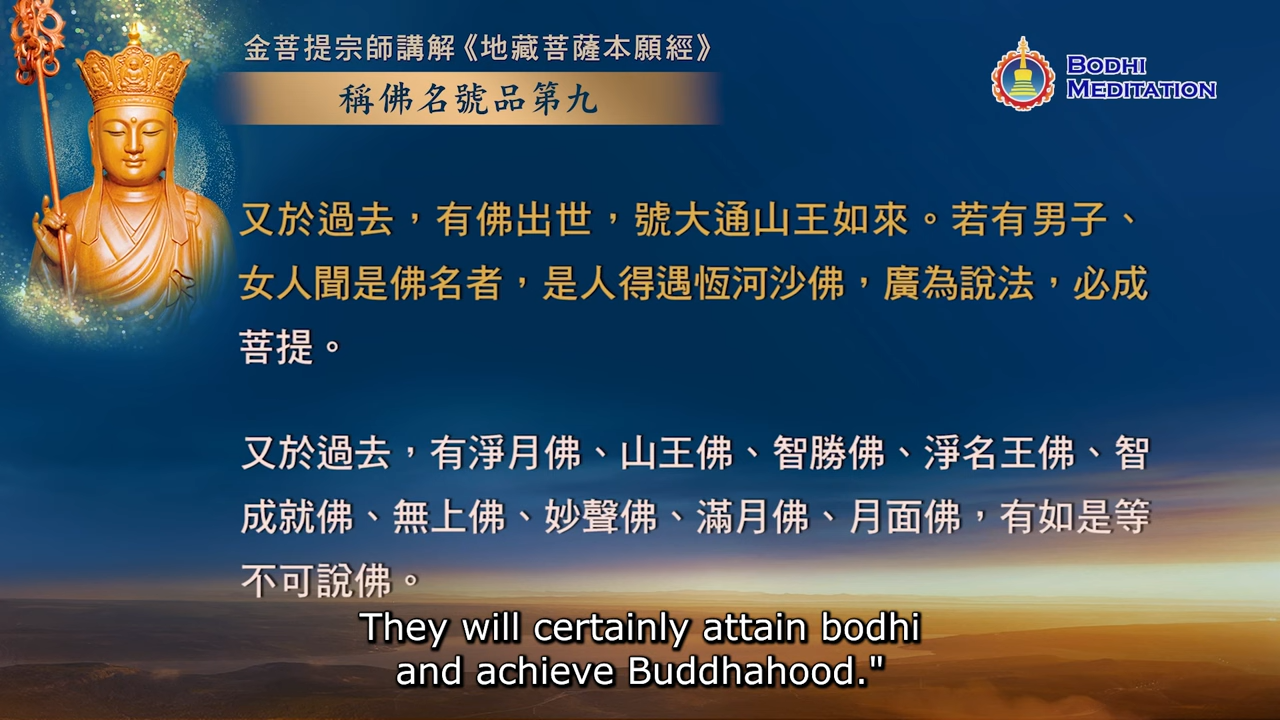 金菩提宗師講解《地藏菩薩本願經》
稱佛名號品第九
BODHI
MEDITATION
又於過去，有佛出世，號大通山王如來。若有男子、
女人聞是佛名者，是人得遇恆河沙佛，廣為說法，必成
菩提。
又於過去，有淨月佛、山王佛、智勝佛、淨名王佛、智
成就佛、無上佛、妙聲佛、滿月佛、月面佛，有如是等
不可說佛。
They will certainly attain bodhi
and achieve Buddhahood."